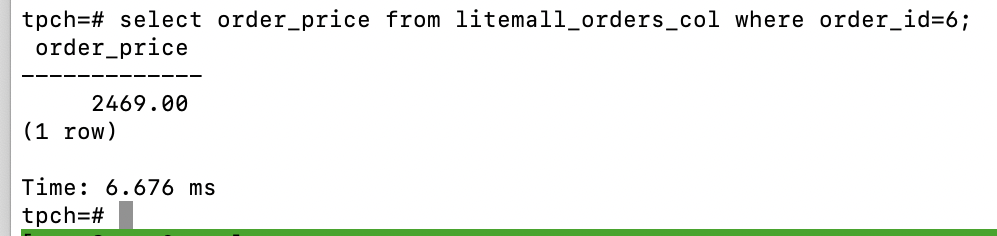 tpch=# select order_price from litemall_orders_col where order_id=6;
 order_price
-------------
     2469.00
(1 row)

Time: 6.676 ms
tpch=#